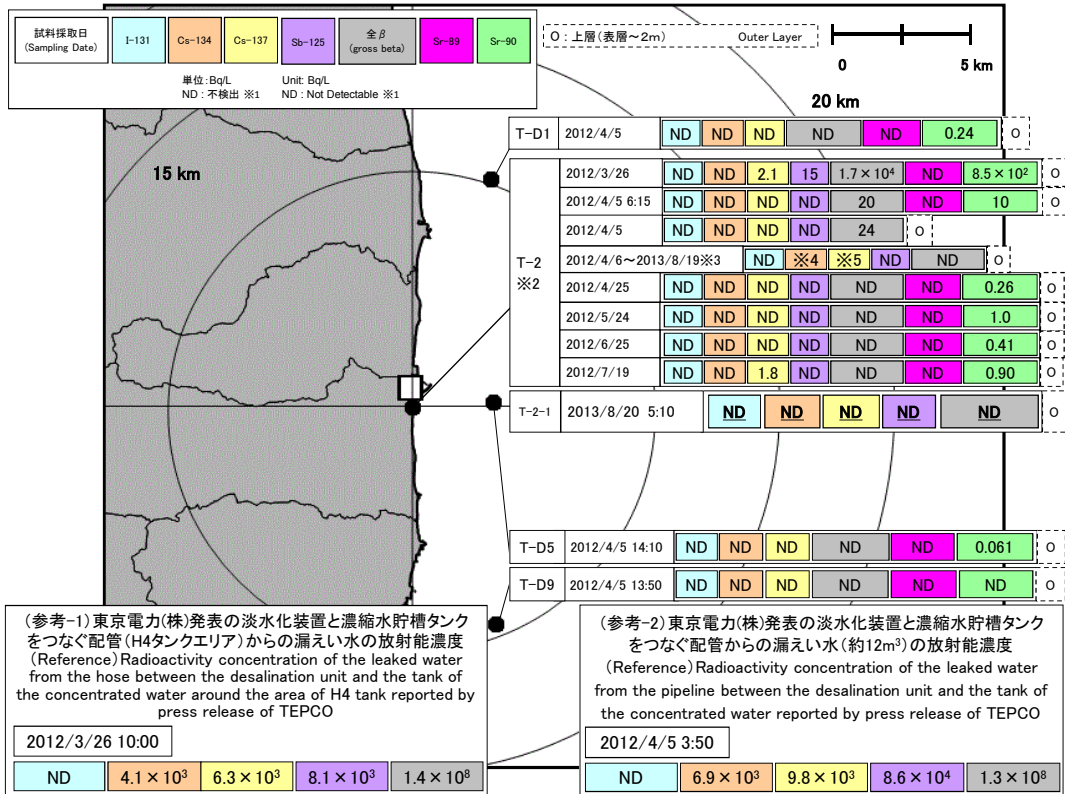 試料採取日
(Sampling Date)
I-131
Cs-134
Cs-137
Sb-125
全β
(gross beta)
Sr-89
Sr-90
単位:Bq/L Unit: Bq/L
ND : 不検出 ※1 ND : Not Detectable ※1
O : 上層(表層~2m) Outer Layer
0 5 km
20 km
15 km
T-D1 2012/4/5 ND ND ND ND ND 0.24 O
T-2
※2
2012/3/26 ND ND 2.1 15 1.7×10⁴ ND 8.5×10² O
2012/4/5 6:15 ND ND ND ND 20 ND 10 O
2012/4/5 ND ND ND ND 24 O
2012/4/6~2013/8/19※3 ND ※4 ※5 ND ND O
2012/4/25 ND ND ND ND ND ND 0.26 O
2012/5/24 ND ND ND ND ND ND 1.0 O
2012/6/25 ND ND ND ND ND ND 0.41 O
2012/7/19 ND ND 1.8 ND ND ND 0.90 O
T-2-1 2013/8/20 5:10 ND ND ND ND ND O
T-D5 2012/4/5 14:10 ND ND ND ND ND 0.061 O
T-D9 2012/4/5 13:50 ND ND ND ND ND ND O
(参考-1)東京電力(株)発表の淡水化装置と濃縮水貯槽タンク
をつなぐ配管(H4タンクエリア)からの漏えい水の放射能濃度
(Reference)Radioactivity concentration of the leaked water
from the hose between the desalination unit and the tank of
the concentrated water around the area of H4 tank reported by
press release of TEPCO
2012/3/26 10:00
ND 4.1×10³ 6.3×10³ 8.1×10³ 1.4×10⁸
(参考-2)東京電力(株)発表の淡水化装置と濃縮水貯槽タンク
をつなぐ配管からの漏えい水(約12m³)の放射能濃度
(Reference)Radioactivity concentration of the leaked water
from the pipeline between the desalination unit and the tank of
the concentrated water reported by press release of TEPCO
2012/4/5 3:50
ND 6.9×10³ 9.8×10³ 8.6×10⁴ 1.3×10⁸